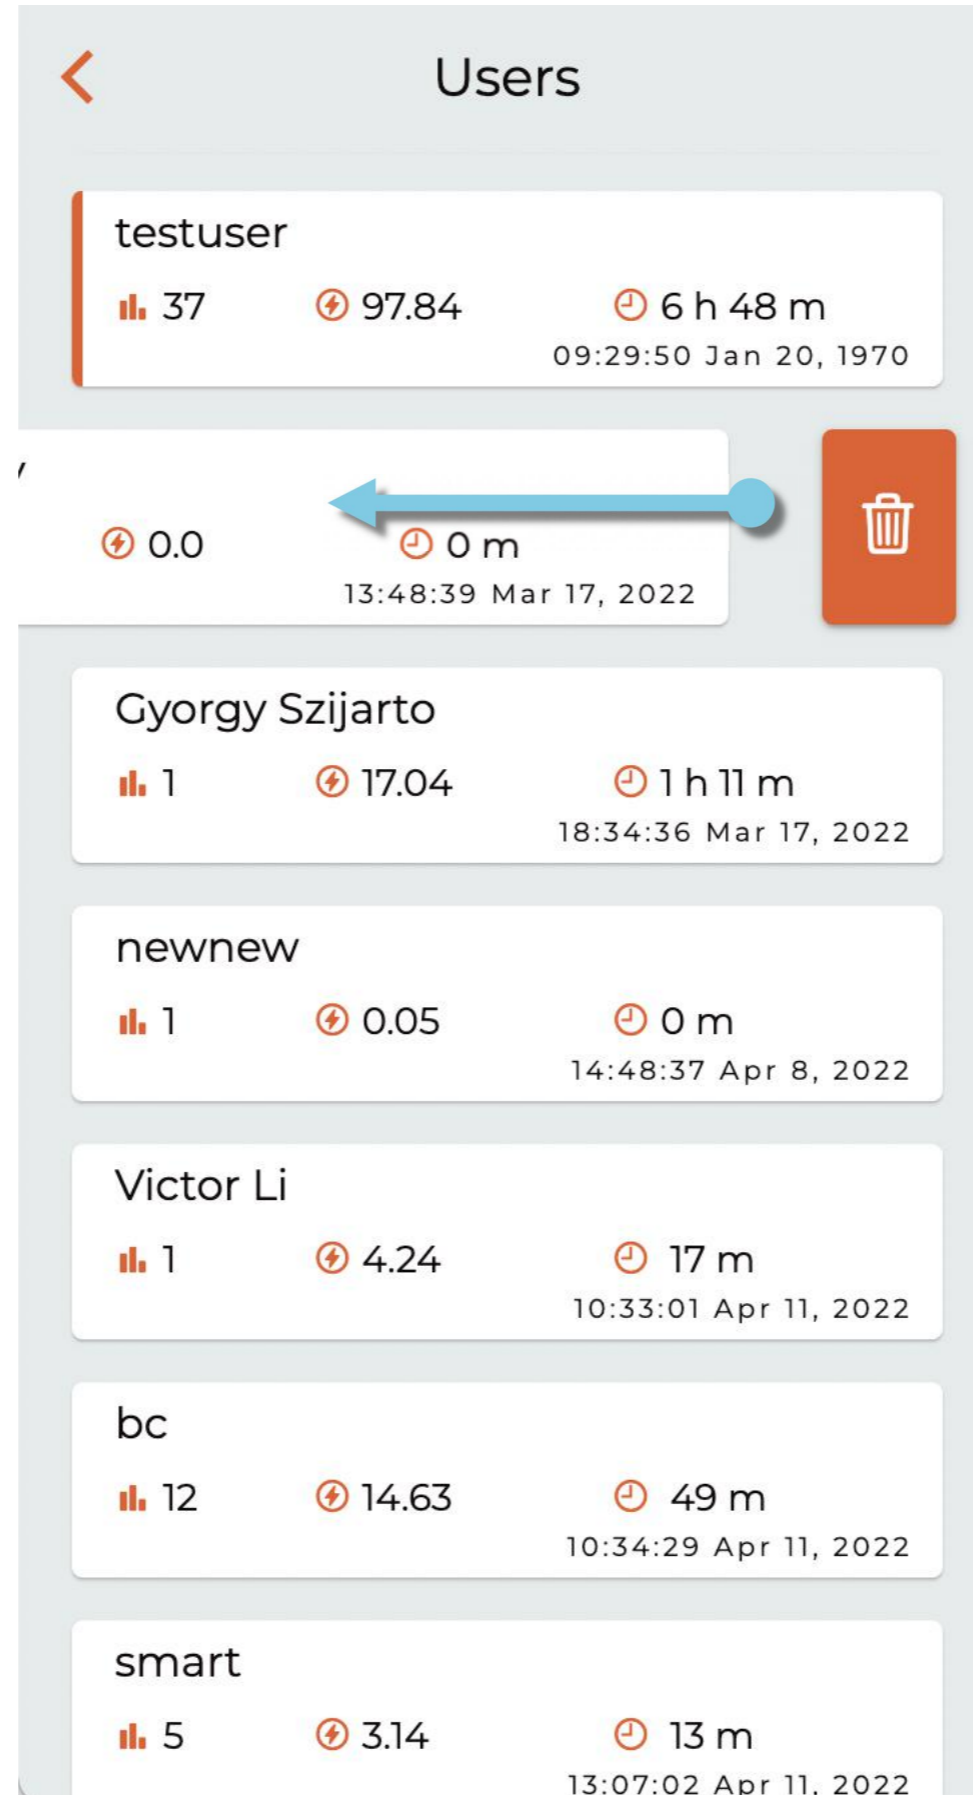 Users
testuser
37 97.84 6 h 48 m
09:29:50 Jan 20, 1970
0.0 0 m
13:48:39 Mar 17, 2022
Gyorgy Szijarto
1 17.04 1 h 11 m
18:34:36 Mar 17, 2022
newnew
1 0.05 0 m
14:48:37 Apr 8, 2022
Victor Li
1 4.24 17 m
10:33:01 Apr 11, 2022
bc
12 14.63 49 m
10:34:29 Apr 11, 2022
smart
5 3.14 13 m
13:07:02 Apr 11, 2022